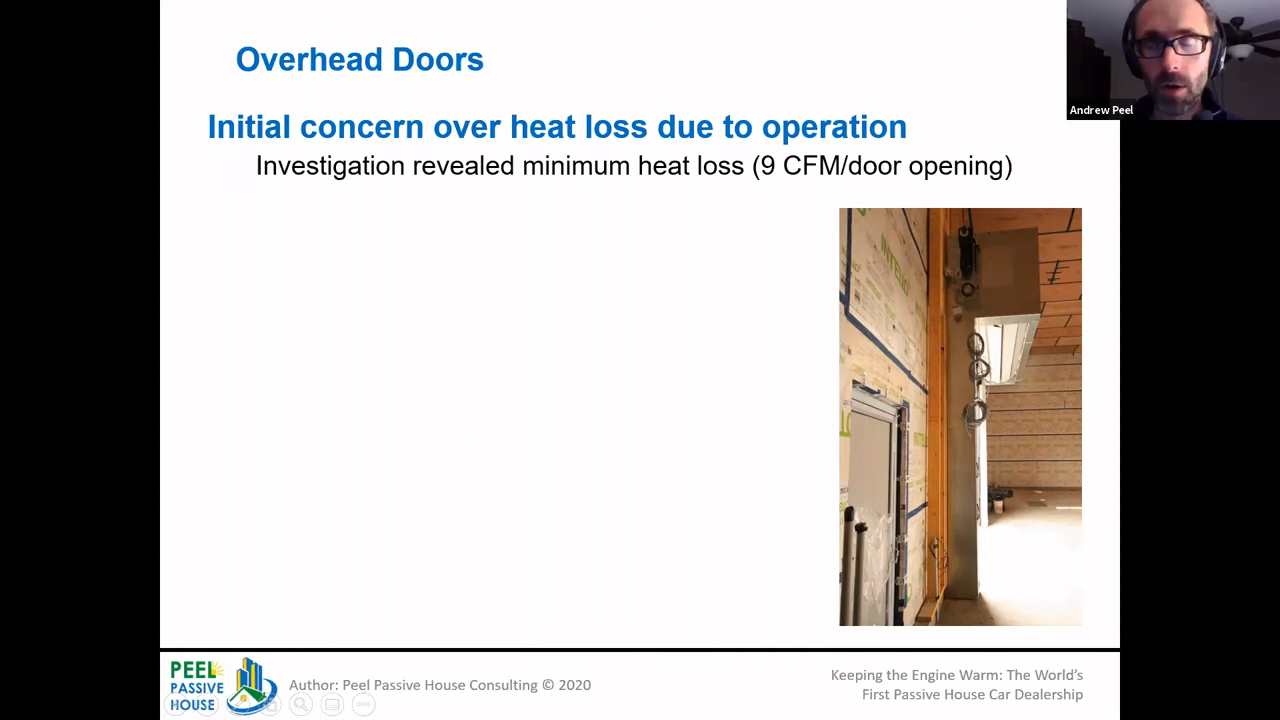 Overhead Doors
Andrew Peel
Initial concern over heat loss due to operation
Investigation revealed minimum heat loss (9 CFM/door opening)
INTELLO
PEEL
PASSIVE
HOUSE
Author: Peel Passive House Consulting © 2020
Keeping the Engine Warm: The World’s
First Passive House Car Dealership